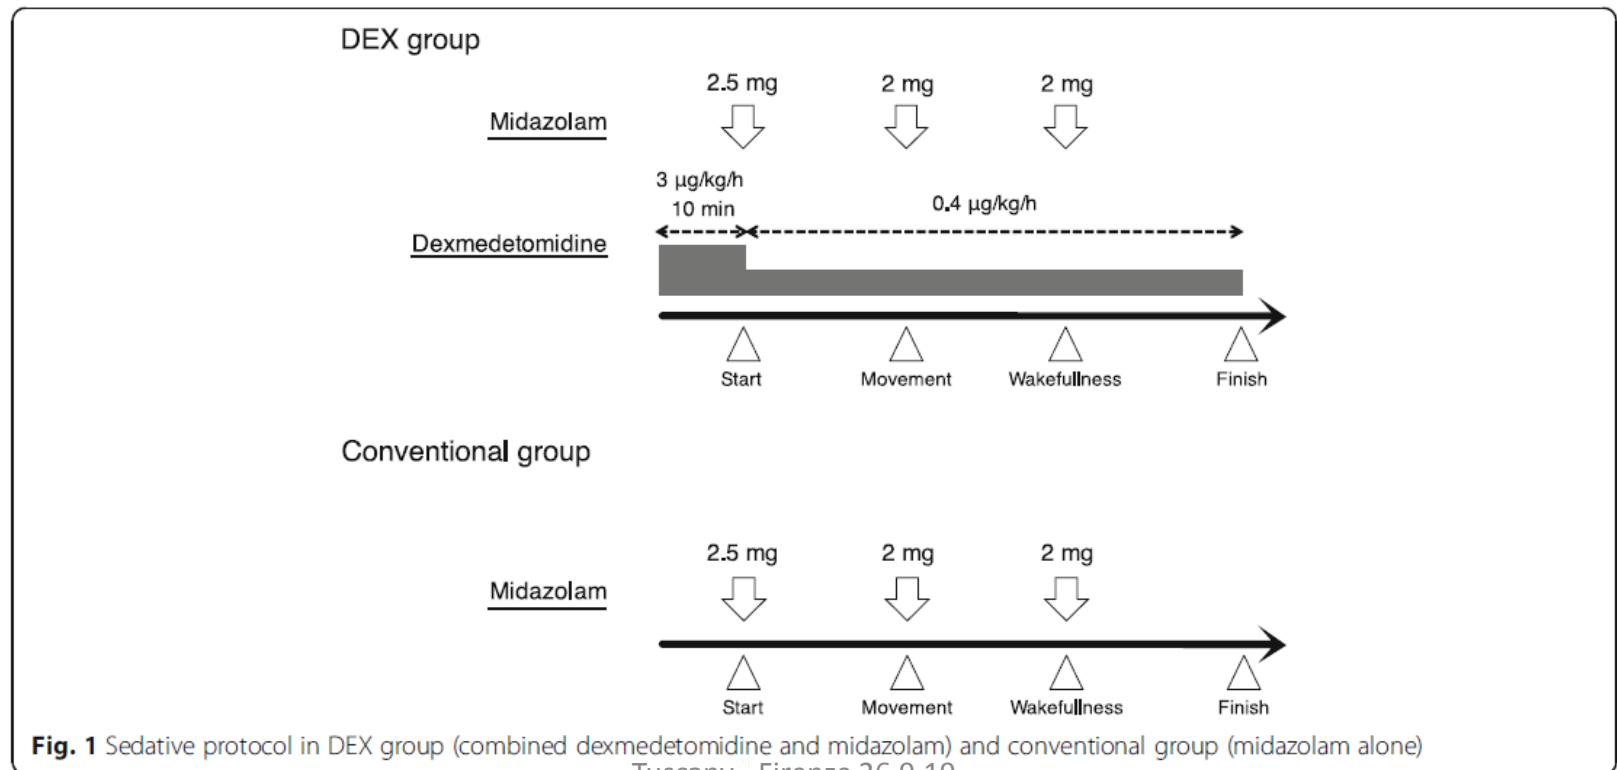 DEX group
2.5 mg 2 mg 2 mg
Midazolam
3 µg/kg/h
10 min 0.4 µg/kg/h
Dexmedetomidine
Start Movement Wakefullness Finish
Conventional group
2.5 mg 2 mg 2 mg
Midazolam
Start Movement Wakefullness Finish
Fig. 1 Sedative protocol in DEX group (combined dexmedetomidine and midazolam) and conventional group (midazolam alone)